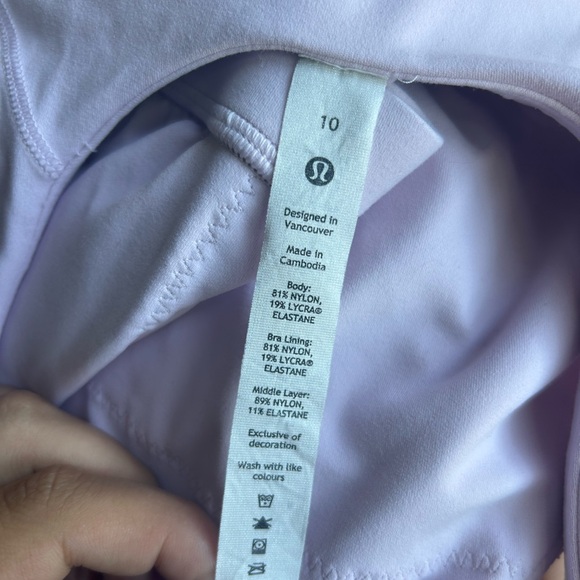 10
Designed in
Vancouver
Made in
Cambodia
Body:
81% NYLON,
19% LYCRA®
ELASTANE
Bra Lining:
81% NYLON,
19% LYCRA®
ELASTANE
Middle Layer:
89% NYLON,
11% ELASTANE
Exclusive of
decoration
Wash with like
colours